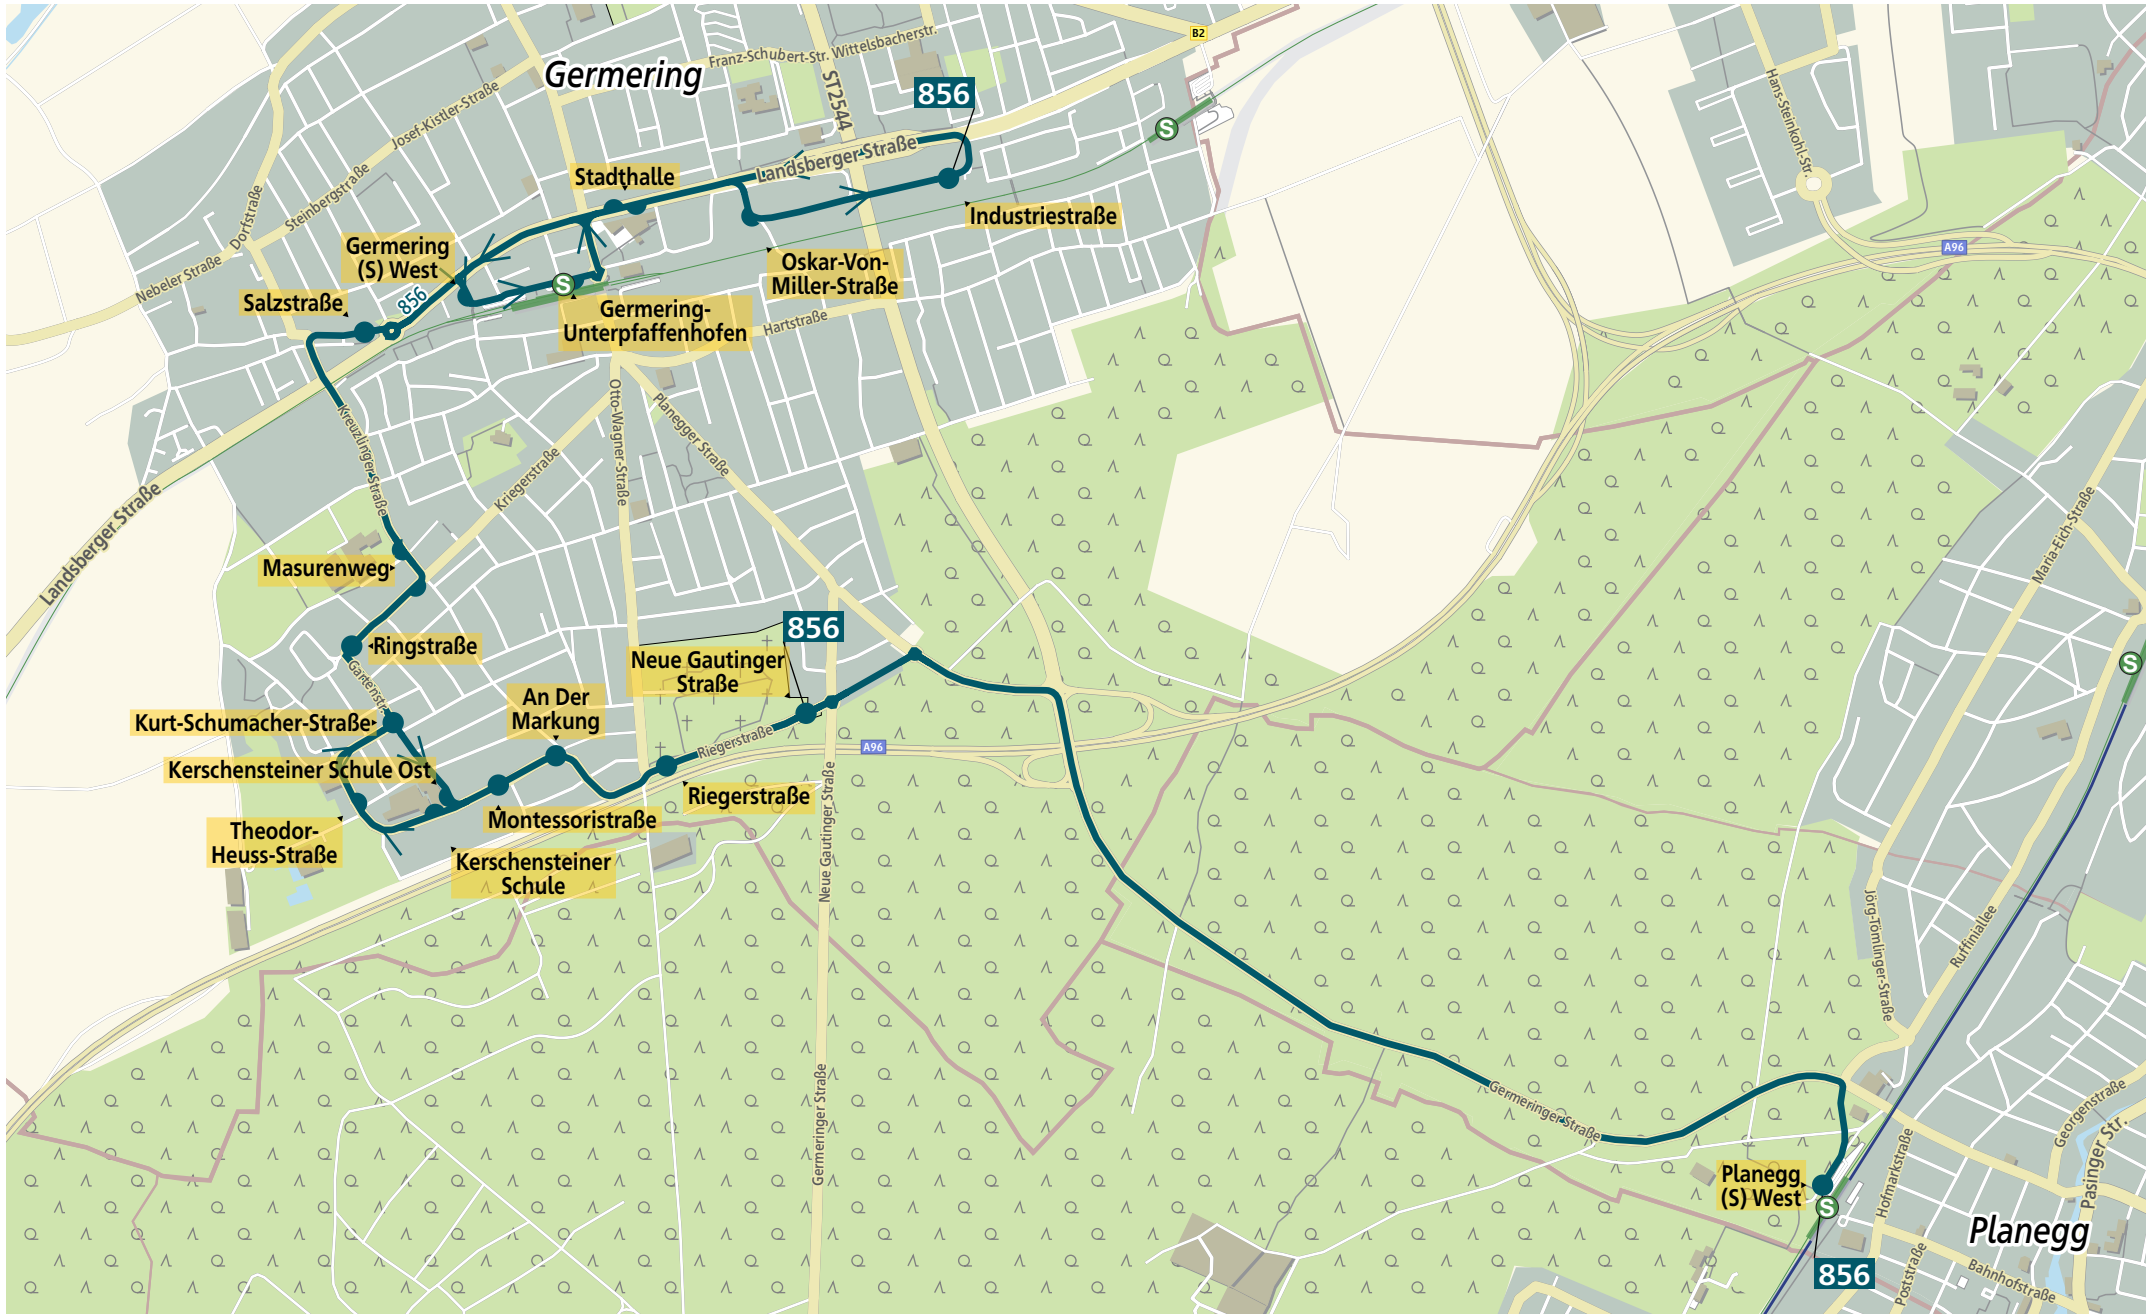 B2
Franz-Schubert-Str.
Wittelsbacherstr.
Germering
ST2544
Hans-Steinkohl-Str.
856
Josef-Kistler-Straße
Landsberger Straße
S
Stadthalle
Steinbergstraße
Dorfstraße
Industriestraße
Germering
(S) West
A96
Nebeler Straße
Oskar-Von-
Miller-Straße
S
Salzstraße
856
Germering-
Unterpfaffenhofen
Hartstraße
Kreuzlinger Straße
Otto-Wagner-Straße
Planegger Straße
Kriegerstraße
Landsberger Straße
Maria-Eich-Straße
Masurenweg
856
Ringstraße
Neue Gautinger
Straße
S
Gartenstr.
An Der
Markung
Kurt-Schumacher-Straße
Riegerstraße
A96
Kerschensteiner Schule Ost
Riegerstraße
Montessoristraße
Theodor-
Heuss-Straße
Neue Gautinger Straße
Kerschensteiner
Schule
Jörg-Tömlinger-Straße
Ruffiniallee
Germeringer Straße
Germeringer Straße
Georgenstraße
Pasinger Str.
Hofmarkstraße
Planegg
(S) West
S
Planegg
856
Poststraße
Bahnhofstraße